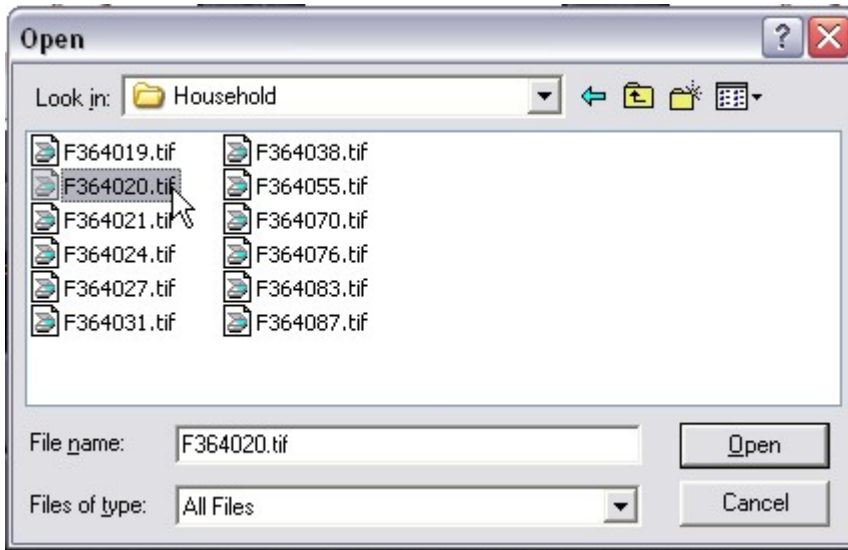 Open
Look in: Household
F364019.tif
F364020.tif
F364021.tif
F364024.tif
F364027.tif
F364031.tif
F364038.tif
F364055.tif
F364070.tif
F364076.tif
F364083.tif
F364087.tif
File name: F364020.tif Open
Files of type: All Files Cancel